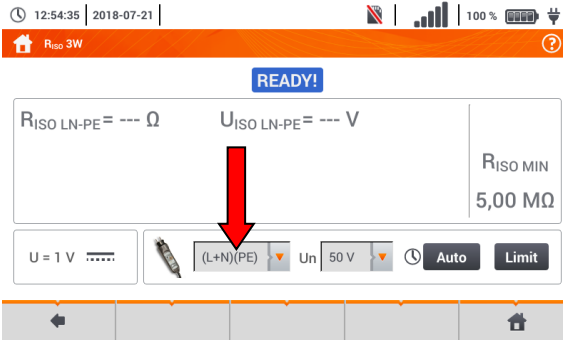 12:54:35 2018-07-21 100 %
RISO 3W ?
READY!
RISO LN-PE= --- Ω UISO LN-PE= --- V
RISO MIN
5,00 MΩ
U = 1 V (L+N)(PE) Un 50 V Auto Limit